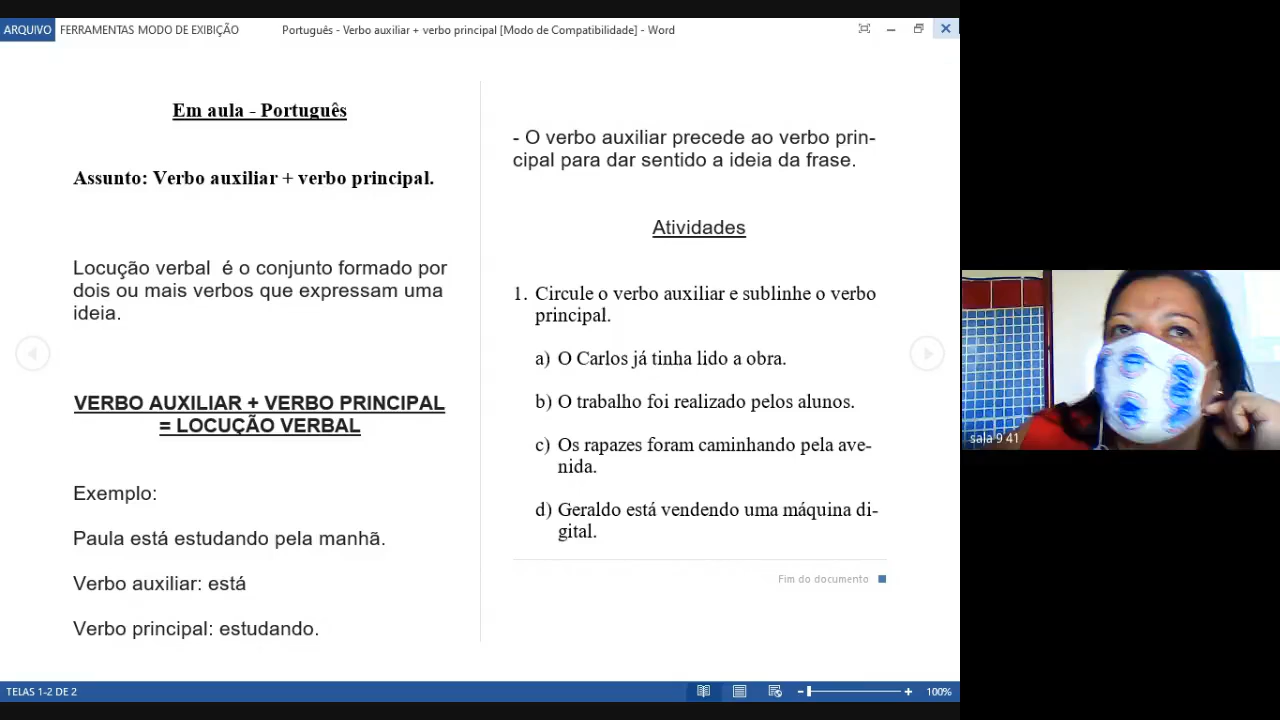 ARQUIVO FERRAMENTAS MODO DE EXIBIÇÃO Português - Verbo auxiliar + verbo principal [Modo de Compatibilidade] - Word
Em aula - Português
Assunto: Verbo auxiliar + verbo principal.
Locução verbal é o conjunto formado por
dois ou mais verbos que expressam uma
ideia.
VERBO AUXILIAR + VERBO PRINCIPAL
= LOCUÇÃO VERBAL
Exemplo:
Paula está estudando pela manhã.
Verbo auxiliar: está
Verbo principal: estudando.
- O verbo auxiliar precede ao verbo prin-
cipal para dar sentido a ideia da frase.
Atividades
1. Circule o verbo auxiliar e sublinhe o verbo
principal.
a) O Carlos já tinha lido a obra.
b) O trabalho foi realizado pelos alunos.
c) Os rapazes foram caminhando pela ave-
nida.
d) Geraldo está vendendo uma máquina di-
gital.
Fim do documento
sala 9 41
TELAS 1-2 DE 2
100%